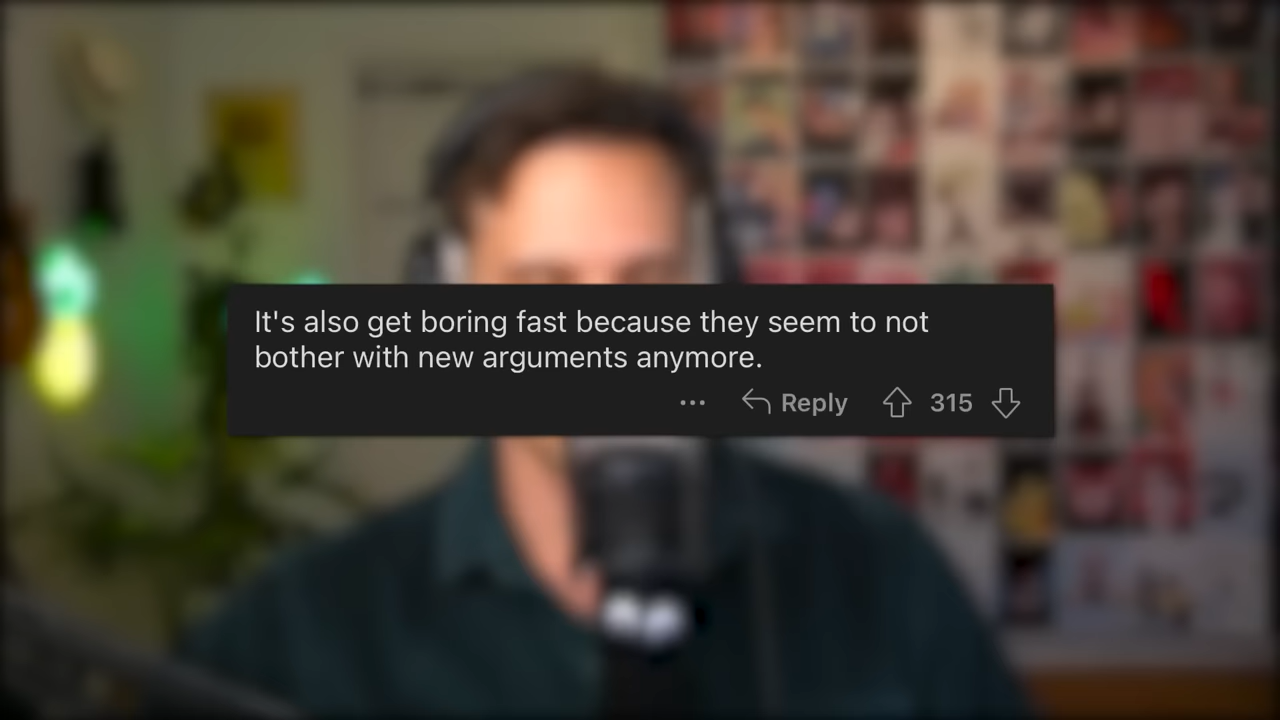 It's also get boring fast because they seem to not
bother with new arguments anymore.
... Reply 315